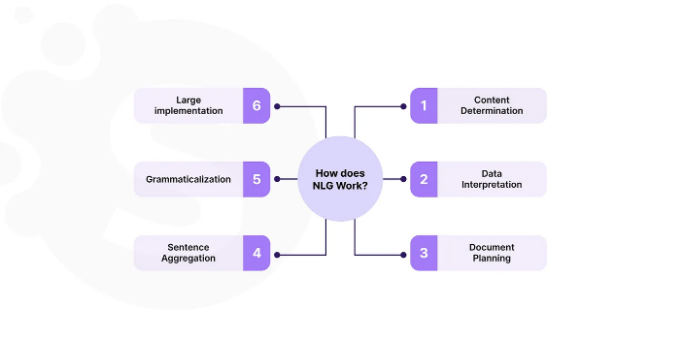 How does
NLG Work?
1
Content
Determination
2
Data
Interpretation
3
Document
Planning
4
Sentence
Aggregation
5
Grammaticalization
6
Large
implementation